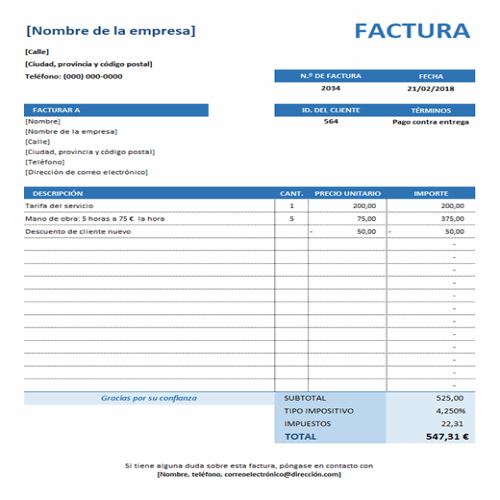 [Nombre de la empresa]
FACTURA
[Calle]
[Ciudad, provincia y código postal]
Teléfono: (000) 000-0000
N.º DE FACTURA FECHA
2034 21/02/2018
FACTURAR A
ID. DEL CLIENTE TÉRMINOS
[Nombre]
564 Pago contra entrega
[Nombre de la empresa]
[Calle]
[Ciudad, provincia y código postal]
[Teléfono]
[Dirección de correo electrónico]
DESCRIPCIÓN CANT. PRECIO UNITARIO IMPORTE
Tarifa del servicio 1 200,00 200,00
Mano de obra: 5 horas a 75 € la hora 5 75,00 375,00
Descuento de cliente nuevo - 50,00 - 50,00
-
-
-
-
-
-
-
-
-
-
-
-
Gracias por su confianza
SUBTOTAL 525,00
TIPO IMPOSITIVO 4,250%
IMPUESTOS 22,31
TOTAL 547,31 €
Si tiene alguna duda sobre esta factura, póngase en contacto con
[Nombre, teléfono, correoelectrónico@dirección.com]